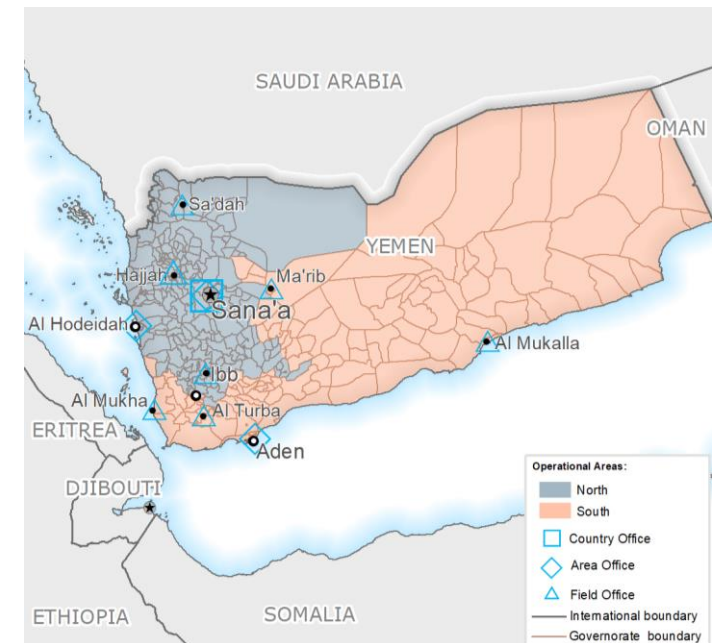 SAUDI ARABIA
OMAN
Sa'dah
YEMEN
Hajjah
Ma'rib
Sana'a
Al Hodeidah
Al Mukalla
Ibb
Al Mukha
Al Turba
ERITREA
Aden
DJIBOUTI
ETHIOPIA
SOMALIA
Operational Areas:
North
South
Country Office
Area Office
Field Office
International boundary
Governorate boundary